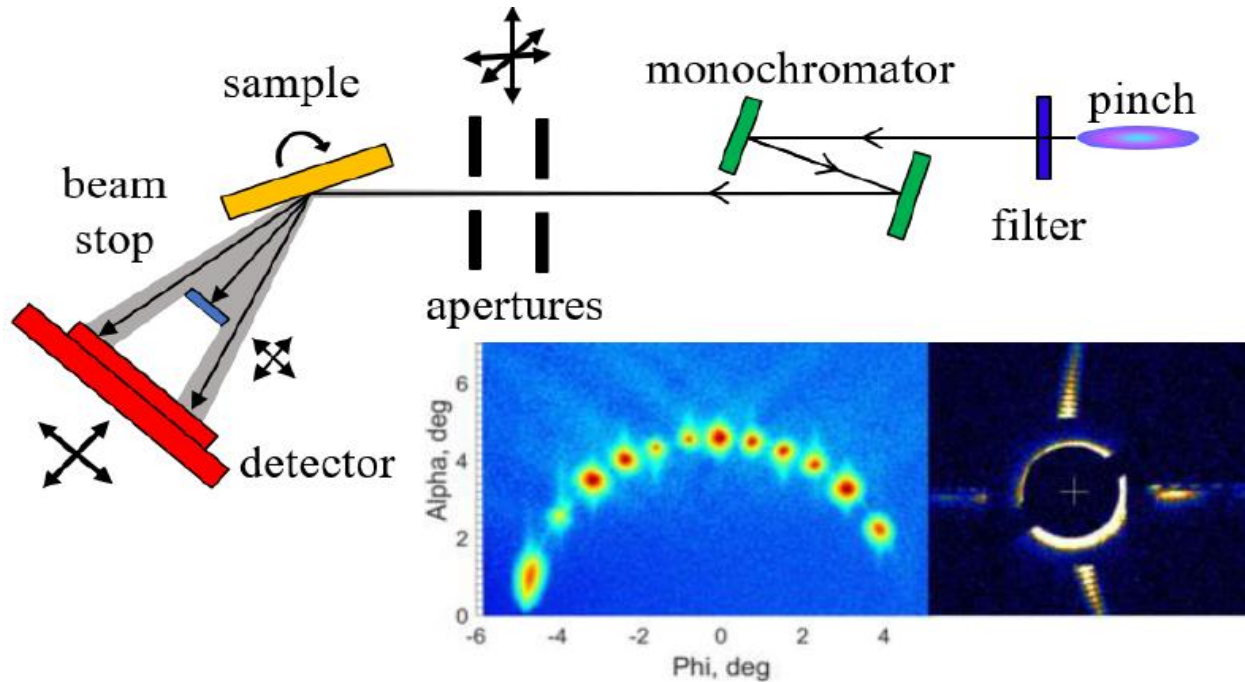 sample
monochromator
pinch
beam
stop
filter
apertures
detector
Alpha, deg
6
4
2
0
-6
-4
-2
0
2
4
Phi, deg